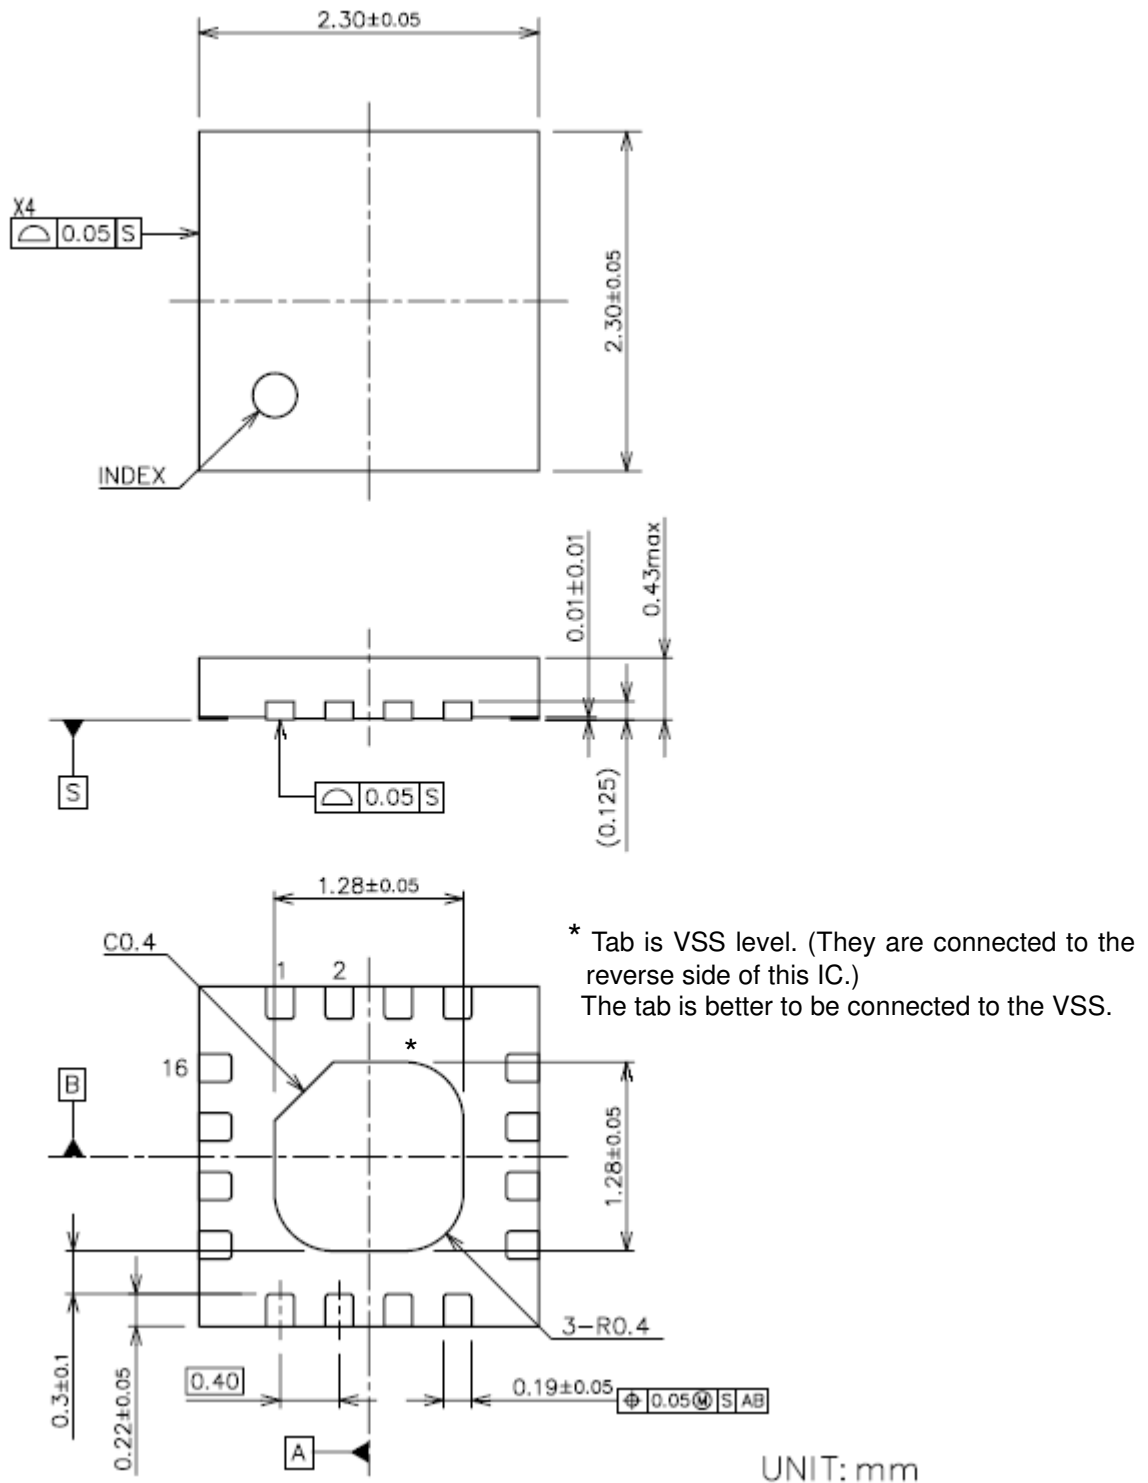 2.30±0.05
X4
0.05 S
2.30±0.05
INDEX
0.01±0.01
0.43max
S
0.05 S
(0.125)
1.28±0.05
C0.4
1 2
* Tab is VSS level. (They are connected to the
reverse side of this IC.)
The tab is better to be connected to the VSS.
*
16
B
1.28±0.05
3-R0.4
0.3±0.1
0.22±0.05
0.40
0.19±0.05
0.05 Ⓜ S AB
A
UNIT: mm